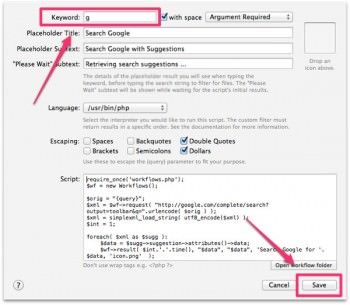 Keyword: g with space Argument Required
Placeholder Title: Search Google
Placeholder Subtext: Search Google with Suggestions
"Please Wait" Subtext: Retrieving search suggestions ...
Drop an icon above.
The details of the placeholder result you will see when typing the
keyword, before typing the search string to filter for files. The "Please
Wait" subtext will be shown while waiting for the script's initial results.
Language: /usr/bin/php
Select the interpreter you would like to run this script. The custom filter must
return results in a specific order. See the documentation for more information.
Escaping: Spaces Backquotes Double Quotes
Brackets Semicolons Dollars
Use these to escape the {query} parameter to fit your purpose.
Script: require_once('workflows.php');
$wf = new Workflows();
$orig = "{query}";
$xml = $wf->request( "http://google.com/complete/search?
output=toolbar&q=".urlencode( $orig ) );
$xml = simplexml_load_string( utf8_encode($xml) );
$int = 1;
foreach( $xml as $sugg ):
$data = $sugg->suggestion->attributes()->data;
$wf->result( $int.'.'.time(), "$data", "$data", 'Search Google for '.
$data, 'icon.png' );
Don't use wrap tags e.g. <?php ?>
Open workflow folder
?
Cancel
Save